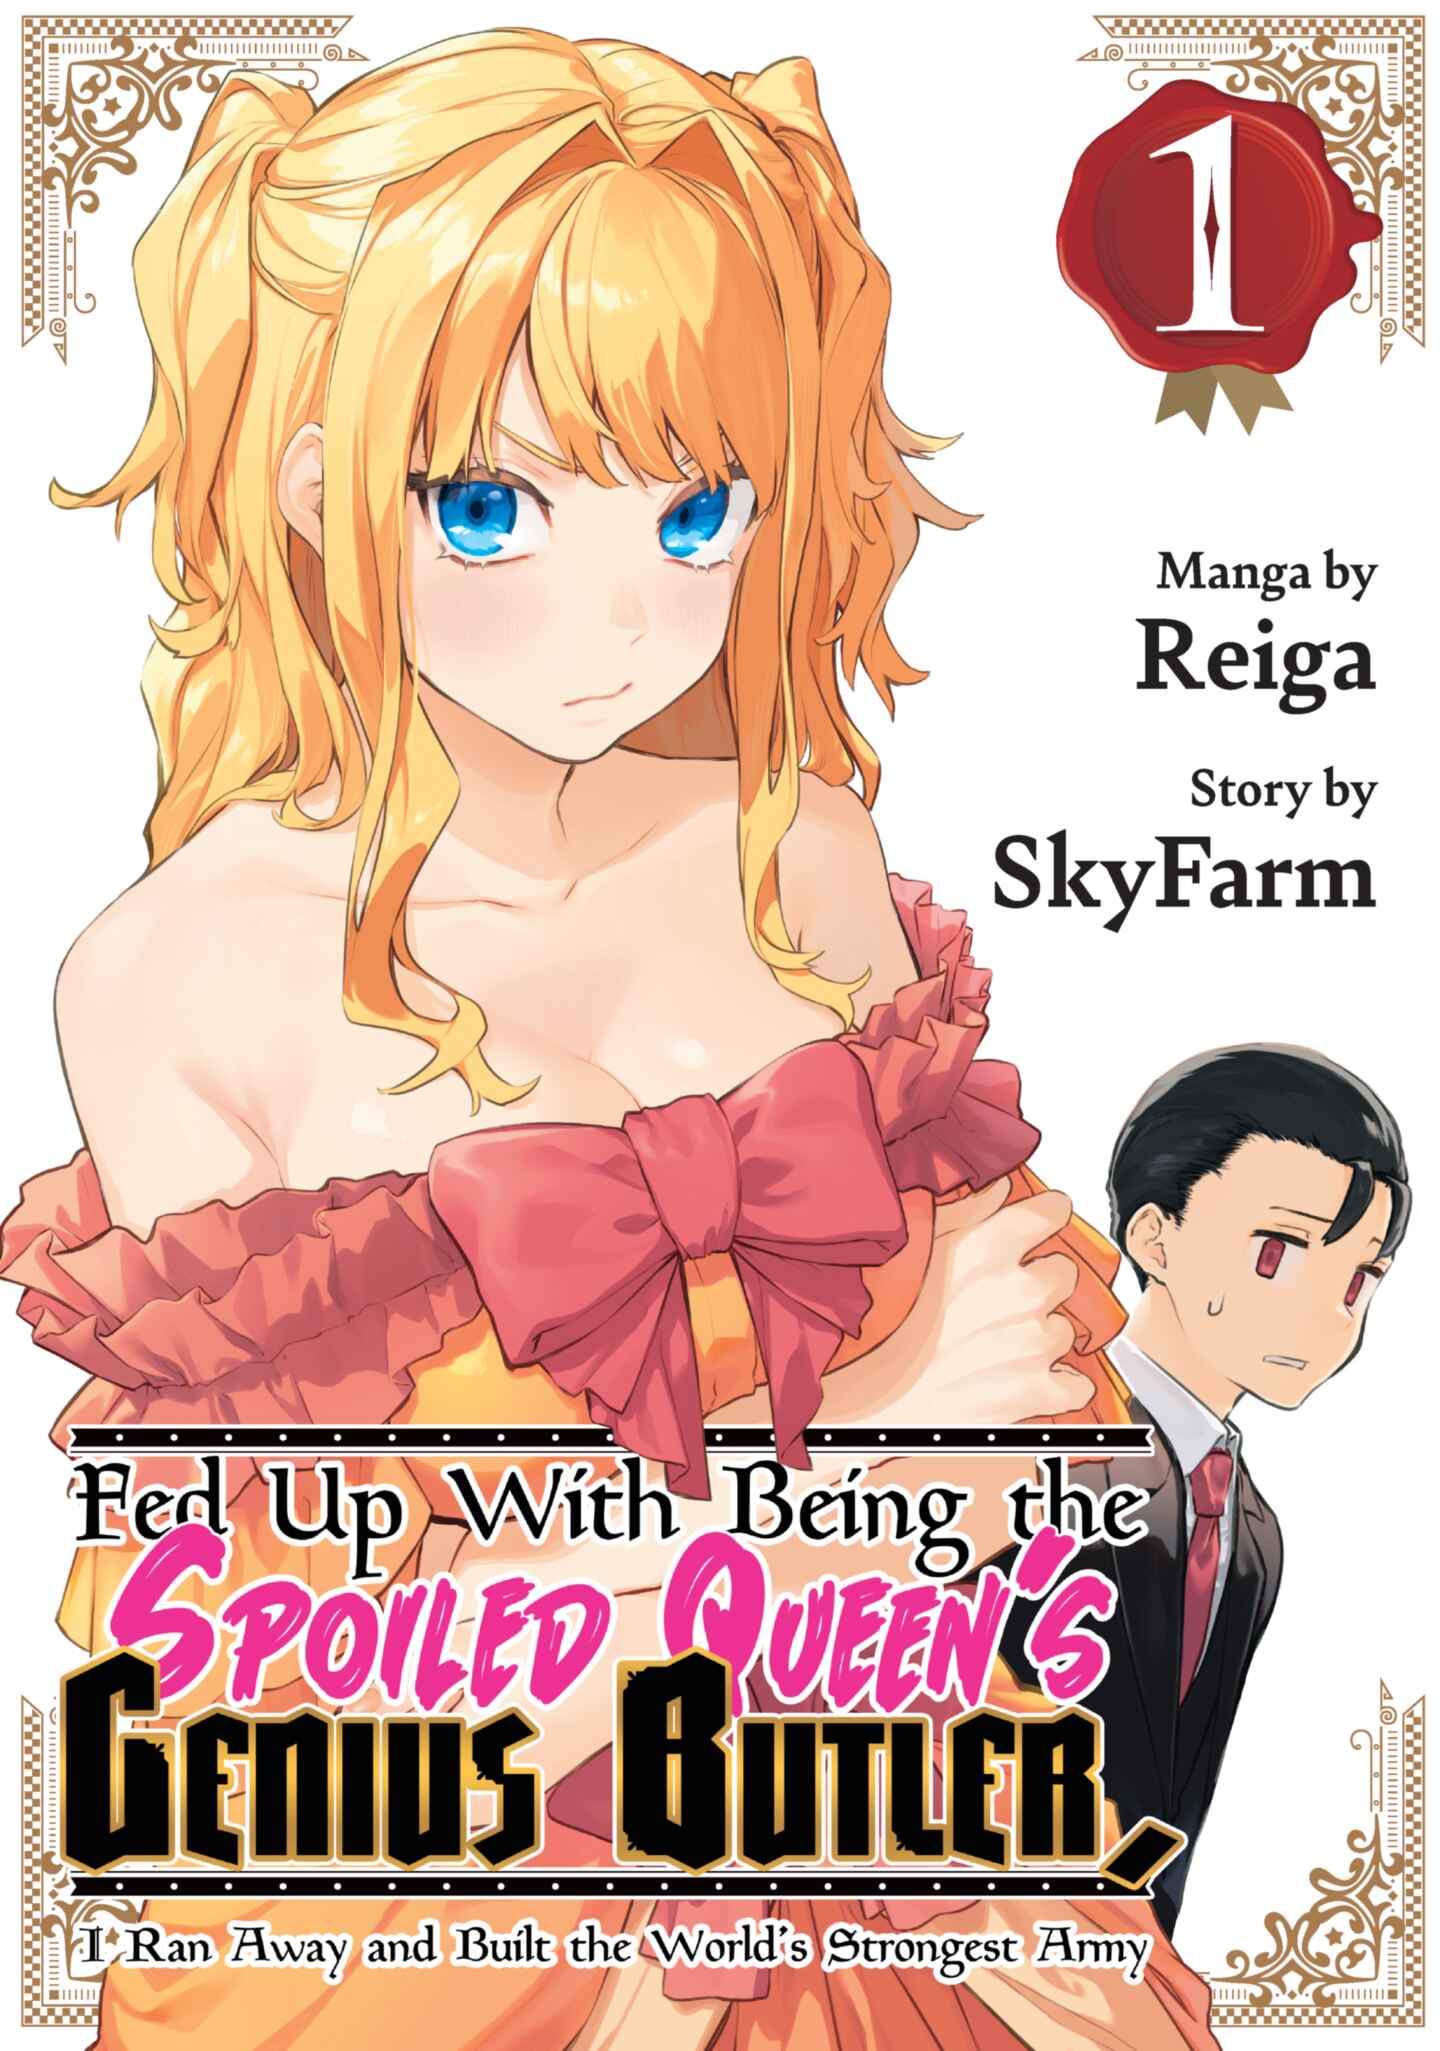 1
Manga by
Reiga
Story by
SkyFarm
Fed Up With Being the
Spoiled Queen's
Genius Butler,
I Ran Away and Built the World's Strongest Army